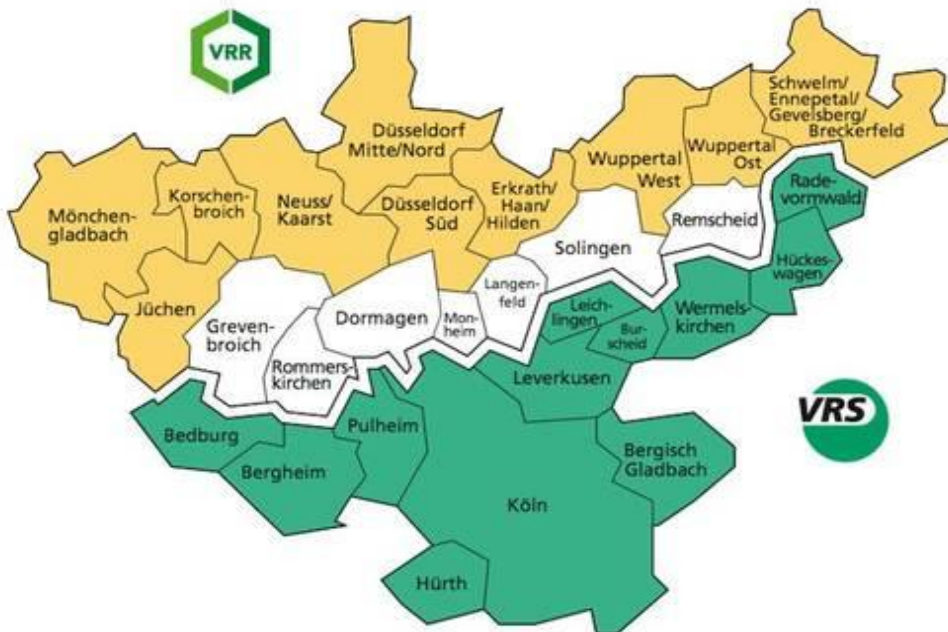 VRR
Schwelm/
Ennepetal/
Gevelsberg/
Breckerfeld
Düsseldorf
Mitte/Nord
Wuppertal
West
Wuppertal
Ost
Mönchen-
gladbach
Korschen-
broich
Neuss/
Kaarst
Düsseldorf
Süd
Erkrath/
Haan/
Hilden
Rade-
vormwald
Remscheid
Solingen
Hückes-
wagen
Jüchen
Greven-
broich
Rommers-
kirchen
Dormagen
Mon-
heim
Langen-
feld
Leich-
lingen
Bur-
scheid
Wermels-
kirchen
Leverkusen
VRS
Bedburg
Bergheim
Pulheim
Köln
Bergisch
Gladbach
Hürth